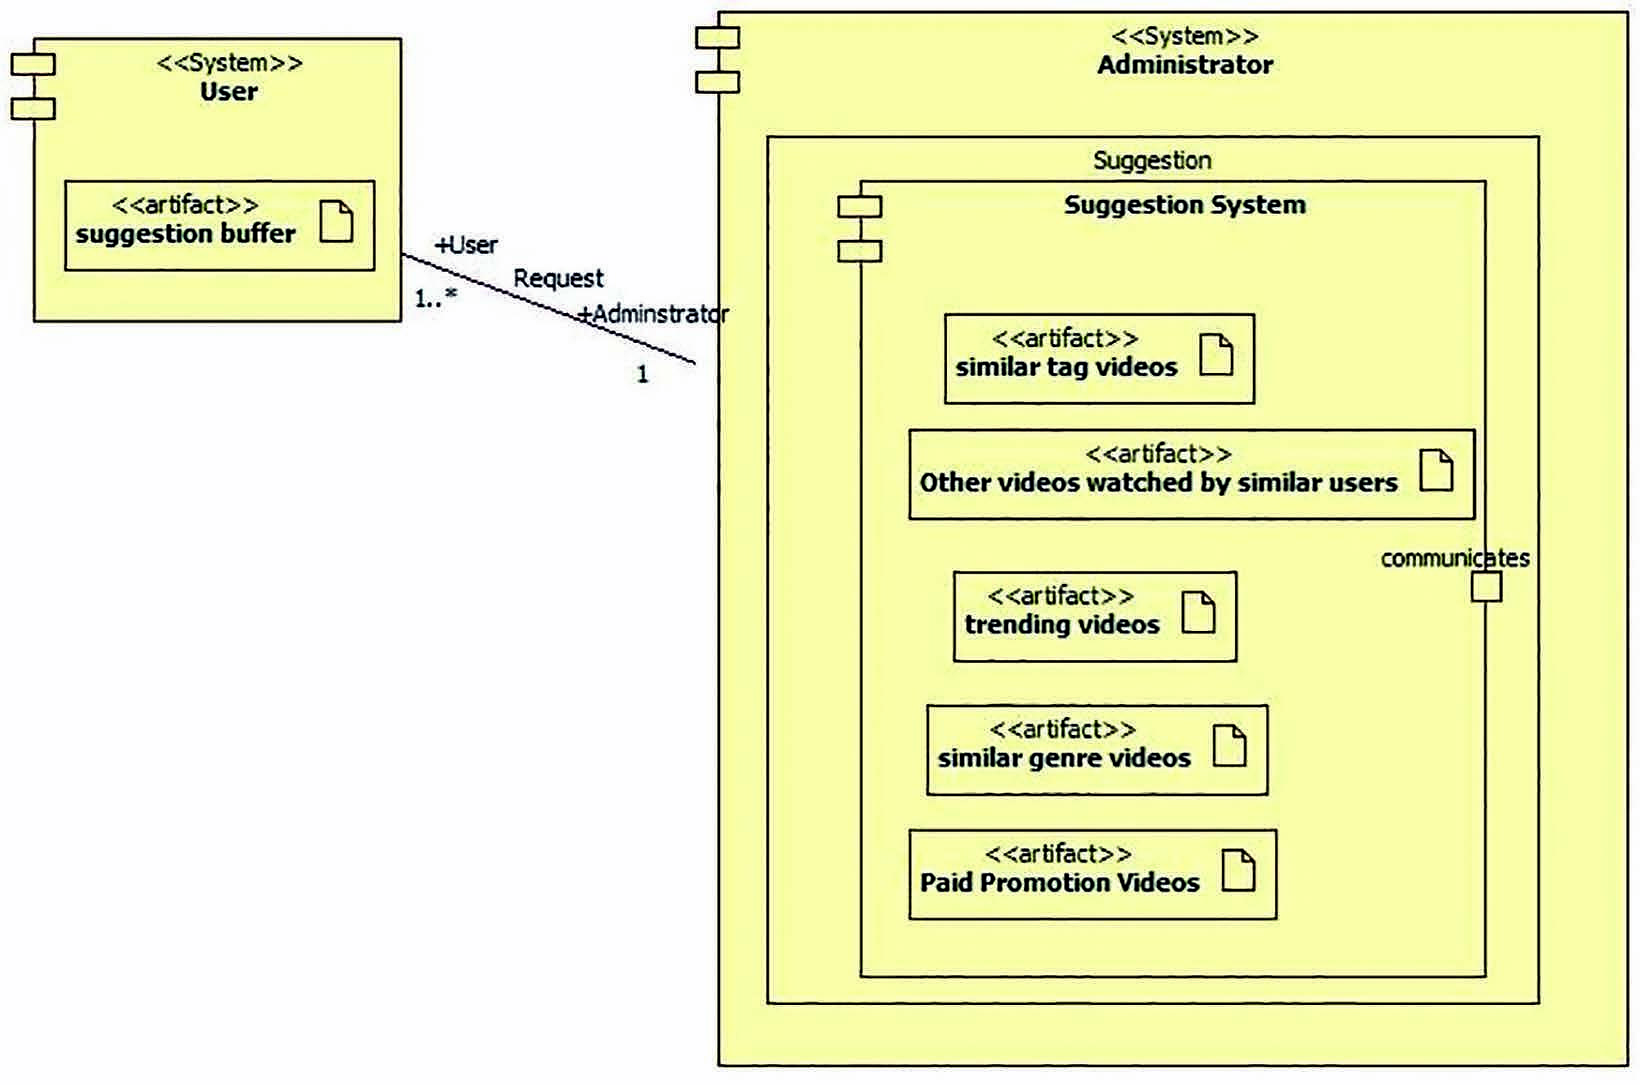 <<System>>
User
<<artifact>>
suggestion buffer
+User
Request
1..*
+Adminstrator
1
<<System>>
Administrator
Suggestion
Suggestion System
<<artifact>>
similar tag videos
<<artifact>>
Other videos watched by similar users
communicates
<<artifact>>
trending videos
<<artifact>>
similar genre videos
<<artifact>>
Paid Promotion Videos